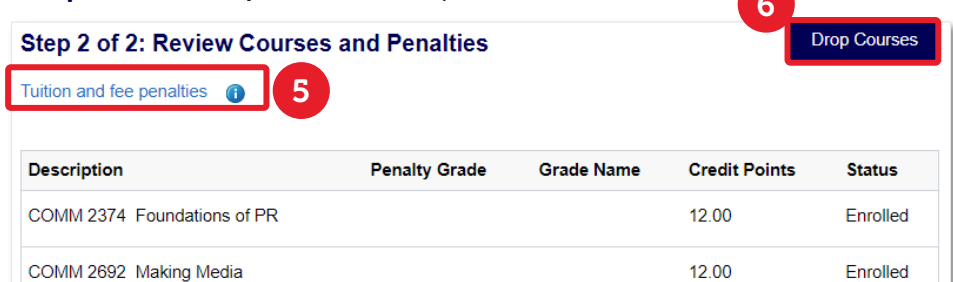 6
Step 2 of 2: Review Courses and Penalties
Drop Courses
Tuition and fee penalties i
5
Description Penalty Grade Grade Name Credit Points Status
COMM 2374 Foundations of PR 12.00 Enrolled
COMM 2692 Making Media 12.00 Enrolled